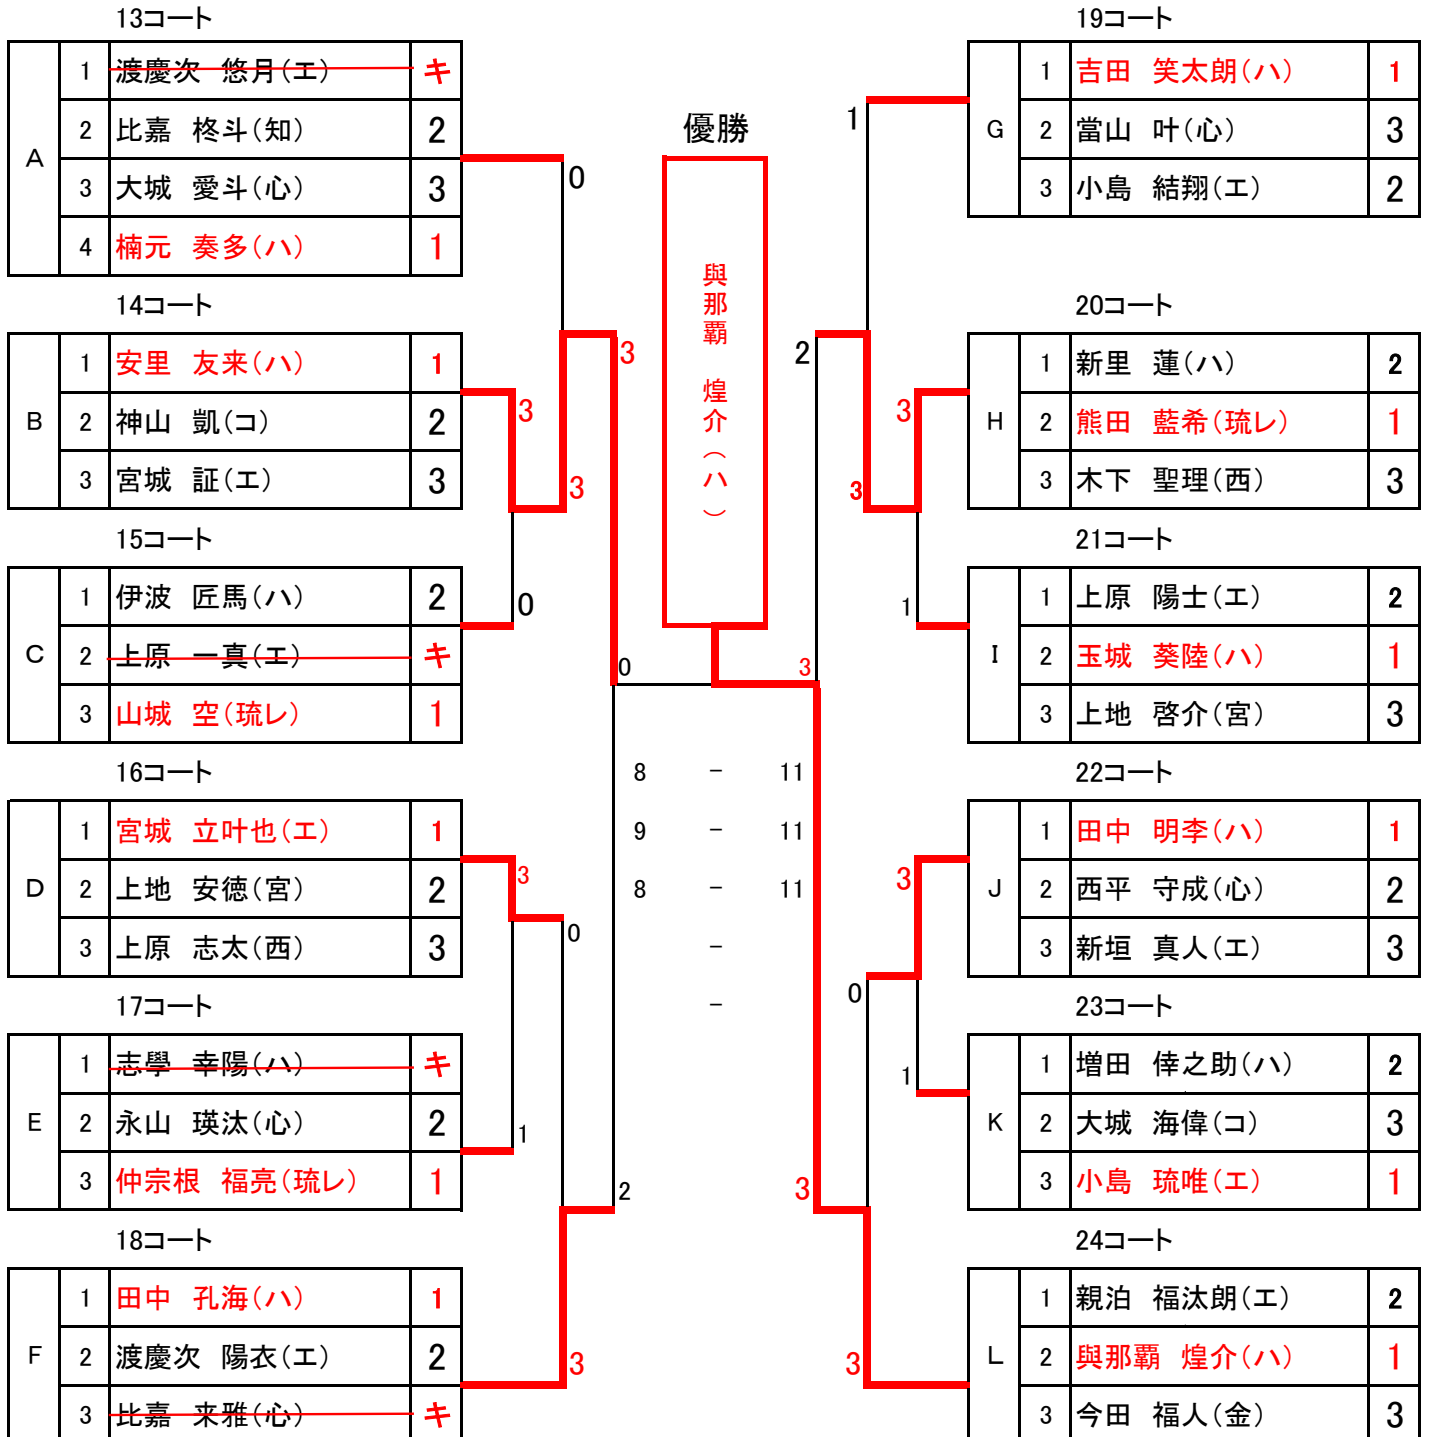 13コート
A
1 渡慶次 悠月(エ) キ
2 比嘉 柊斗(知) 2
3 大城 愛斗(心) 3
4 楠元 奏多(ハ) 1
14コート
B
1 安里 友来(ハ) 1
2 神山 凱(コ) 2
3 宮城 証(エ) 3
15コート
C
1 伊波 匠馬(ハ) 2
2 上原 一真(エ) キ
3 山城 空(琉レ) 1
16コート
D
1 宮城 立叶也(エ) 1
2 上地 安徳(宮) 2
3 上原 志太(西) 3
17コート
E
1 志學 幸陽(ハ) キ
2 永山 瑛汰(心) 2
3 仲宗根 福亮(琉レ) 1
18コート
F
1 田中 孔海(ハ) 1
2 渡慶次 陽衣(エ) 2
3 比嘉 来雅(心) キ
0
3
3
3
0
3
0
1
2
3
優勝
與那覇 煌介(ハ)
0 3
8 - 11
9 - 11
8 - 11
-
-
1
2
3
3
1
3
0
1
3
3
19コート
G
1 吉田 笑太朗(ハ) 1
2 當山 叶(心) 3
3 小島 結翔(エ) 2
20コート
H
1 新里 蓮(ハ) 2
2 熊田 藍希(琉レ) 1
3 木下 聖理(西) 3
21コート
I
1 上原 陽士(エ) 2
2 玉城 葵陸(ハ) 1
3 上地 啓介(宮) 3
22コート
J
1 田中 明李(ハ) 1
2 西平 守成(心) 2
3 新垣 真人(エ) 3
23コート
K
1 増田 倖之助(ハ) 2
2 大城 海偉(コ) 3
3 小島 琉唯(エ) 1
24コート
L
1 親泊 福汰朗(エ) 2
2 與那覇 煌介(ハ) 1
3 今田 福人(金) 3